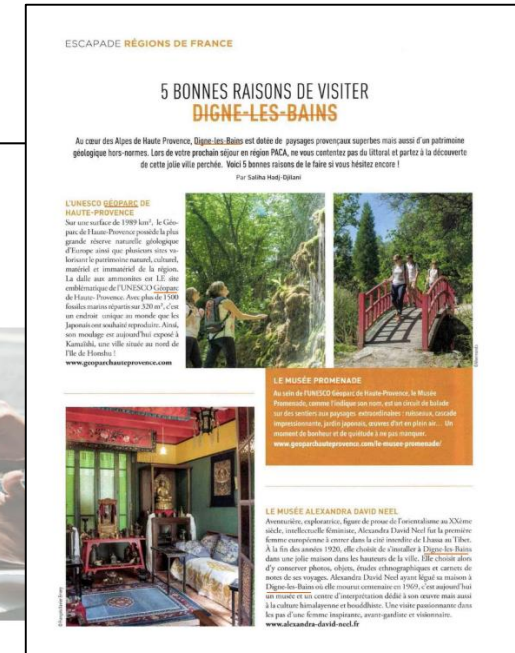 ESCAPADE RÉGIONS DE FRANCE
5 BONNES RAISONS DE VISITER
DIGNE-LES-BAINS
Au cœur des Alpes de Haute Provence, Digne-les-Bains est dotée de paysages provençaux superbes mais aussi d'un patrimoine
géologique hors-normes. Lors de votre prochain séjour en région PACA, ne vous contentez pas du littoral et partez à la découverte
de cette jolie ville perchée. Voici 5 bonnes raisons de le faire si vous hésitez encore !
Par Saliha Hadj-Djilani
L'UNESCO GÉOPARC DE
HAUTE-PROVENCE
Sur une surface de 1989 km², le Géo-
parc de Haute-Provence possède la plus
grande réserve naturelle géologique
d'Europe ainsi que plusieurs sites va-
lorisant le patrimoine naturel, culturel,
matériel et immatériel de la région.
La dalle aux ammonites est LE site
emblématique de l'UNESCO Géoparc
de Haute- Provence. Avec plus de 1500
fossiles marins répartis sur 320 m², c'est
un endroit unique au monde que les
Japonais ont souhaité reproduire. Ainsi,
son moulage est aujourd'hui exposé à
Kamaïshi, une ville située au nord de
l'île de Honshu !
www.geoparchauteprovence.com
LE MUSÉE PROMENADE
Au sein de l'UNESCO Géoparc de Haute-Provence, le Musée
Promenade, comme l'indique son nom, est un circuit de balade
sur des sentiers aux paysages extraordinaires : ruisseaux, cascade
impressionnante, jardin japonais, œuvres d'art en plein air... Un
moment de bonheur et de quiétude à ne pas manquer.
www.geoparchauteprovence.com/le-musee-promenade/
LE MUSÉE ALEXANDRA DAVID NEEL
Aventurière, exploratrice, figure de proue de l'orientalisme au XXème
siècle, intellectuelle féministe, Alexandra David Neel fut la première
femme européenne à entrer dans la cité interdite de Lhassa au Tibet.
À la fin des années 1920, elle choisit de s'installer à Digne-les-Bains
dans une jolie maison dans les hauteurs de la ville. Elle choisit alors
d'y conserver photos, objets, études ethnographiques et carnets de
notes de ses voyages. Alexandra David Neel ayant légué sa maison à
Digne-les-Bains où elle mourut centenaire en 1969, c'est aujourd'hui
un musée et un centre d'interprétation dédié à son œuvre mais aussi
à la culture himalayenne et bouddhiste. Une visite passionnante dans
les pas d'une femme inspirante, avant-gardiste et visionnaire.
www.alexandra-david-neel.fr